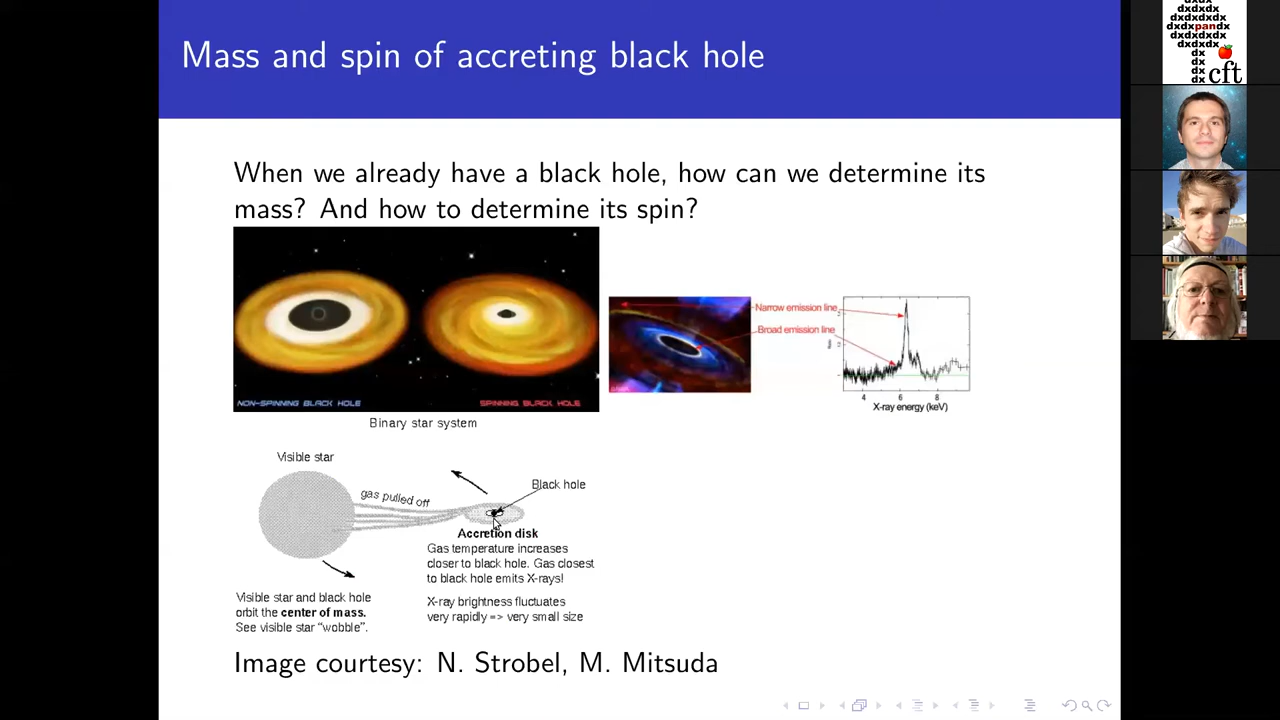 Mass and spin of accreting black hole
When we already have a black hole, how can we determine its
mass? And how to determine its spin?
NON-SPINNING BLACK HOLE
SPINNING BLACK HOLE
Narrow emission line
Broad emission line
4 6 8
X-ray energy (keV)
Binary star system
Visible star
gas pulled off
Black hole
Accretion disk
Gas temperature increases
closer to black hole. Gas closest
to black hole emits X-rays!
X-ray brightness fluctuates
very rapidly => very small size
Visible star and black hole
orbit the center of mass.
See visible star "wobble".
Image courtesy: N. Strobel, M. Mitsuda
dxdxdx
dxdxdxdx
dxdxpandx
dxdxdxdx
dxdxdx
dx
dx
dx
cft